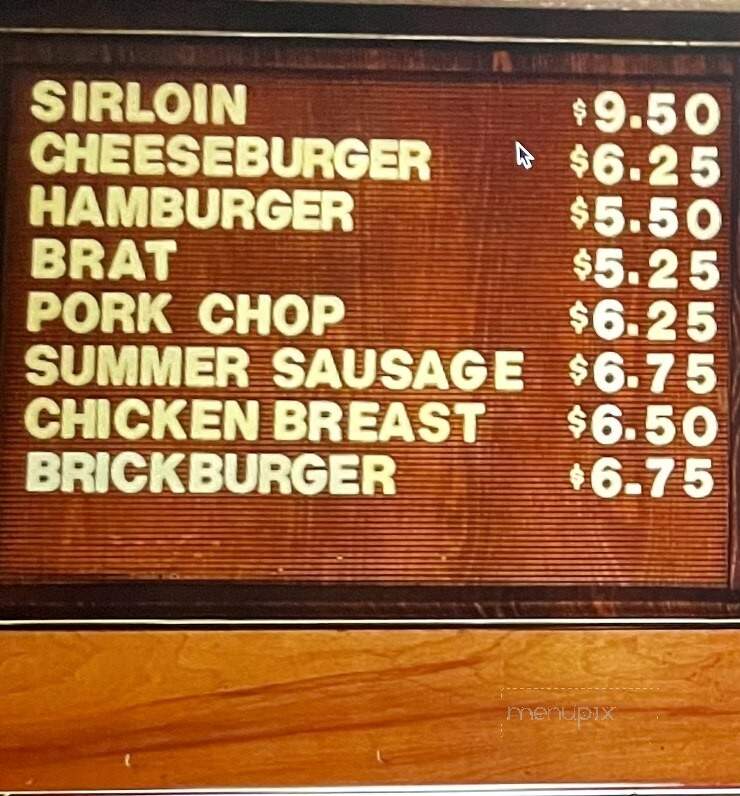 SIRLOIN $9.50
CHEESEBURGER $6.25
HAMBURGER $5.50
BRAT $5.25
PORK CHOP $6.25
SUMMER SAUSAGE $6.75
CHICKEN BREAST $6.50
BRICKBURGER $6.75
menupix